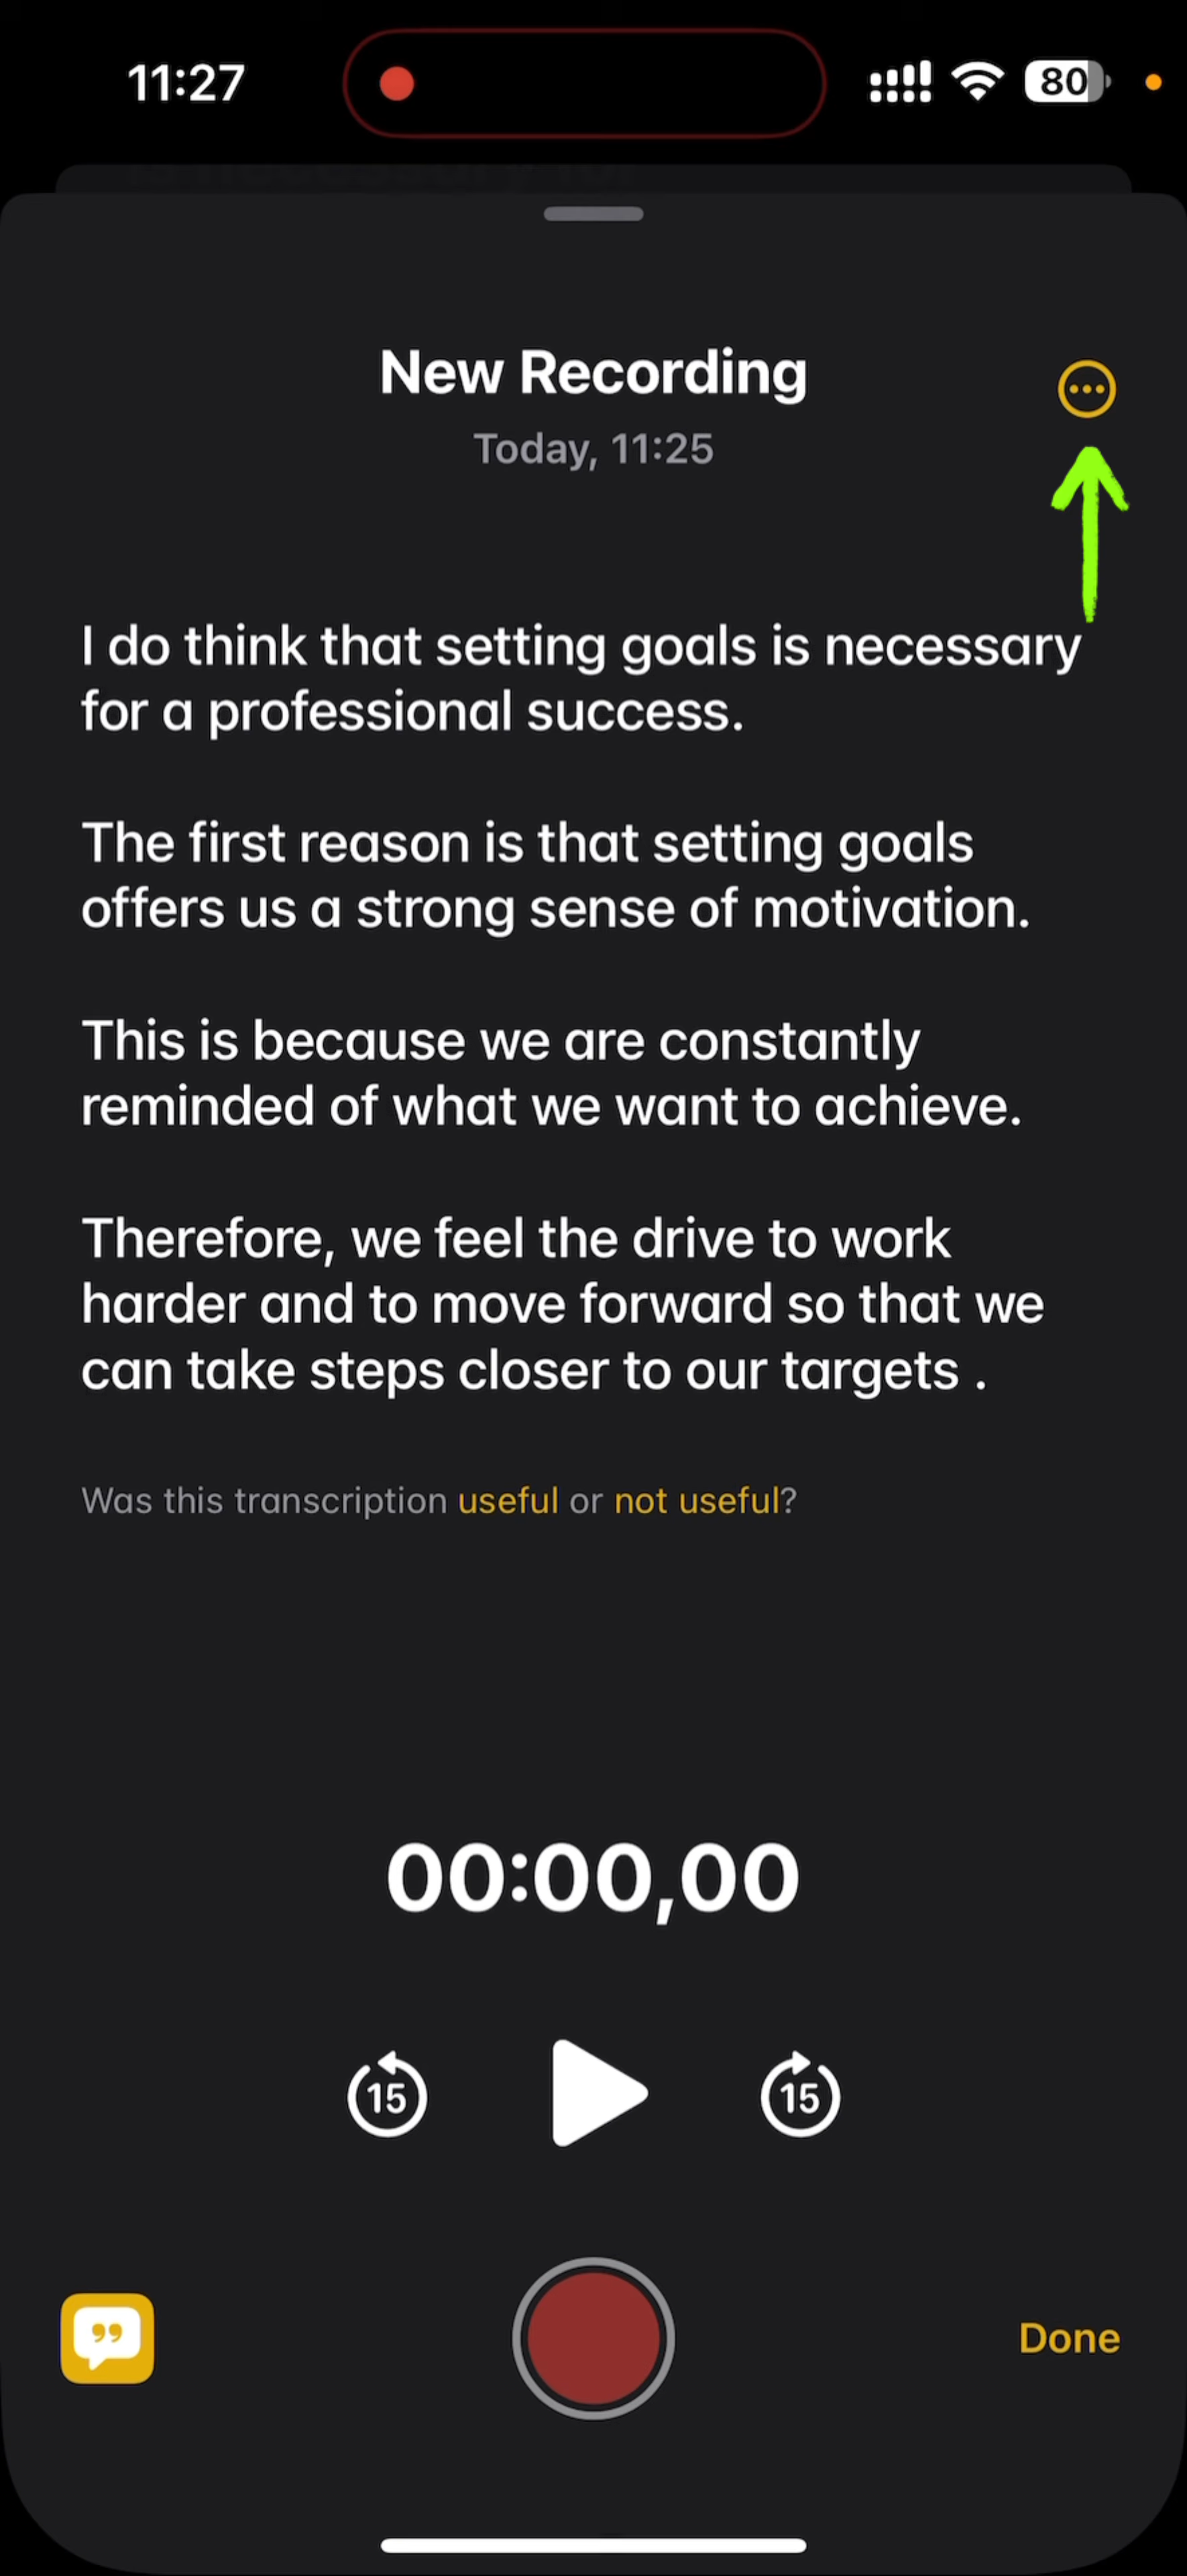 11:27
80
New Recording
Today, 11:25
I do think that setting goals is necessary
for a professional success.
The first reason is that setting goals
offers us a strong sense of motivation.
This is because we are constantly
reminded of what we want to achieve.
Therefore, we feel the drive to work
harder and to move forward so that we
can take steps closer to our targets .
Was this transcription useful or not useful?
00:00,00
15
15
Done